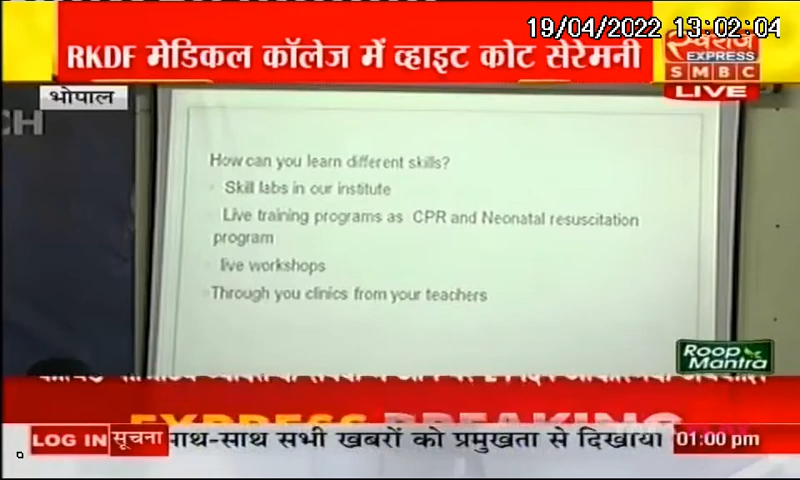 19/04/2022 13:02:04
RKDF मेडिकल कॉलेज में व्हाइट कोट सेरेमनी
स्वराज
EXPRESS
SMBC
LIVE
भोपाल
CH
How can you learn different skills?
Skill labs in our institute
Live training programs as CPR and Neonatal resuscitation
program
live workshops
Through you clinics from your teachers
Roop
Mantra
EXPRESS BREAKING
LOG IN सूचना साथ-साथ सभी खबरों को प्रमुखता से दिखाया 01:00 pm